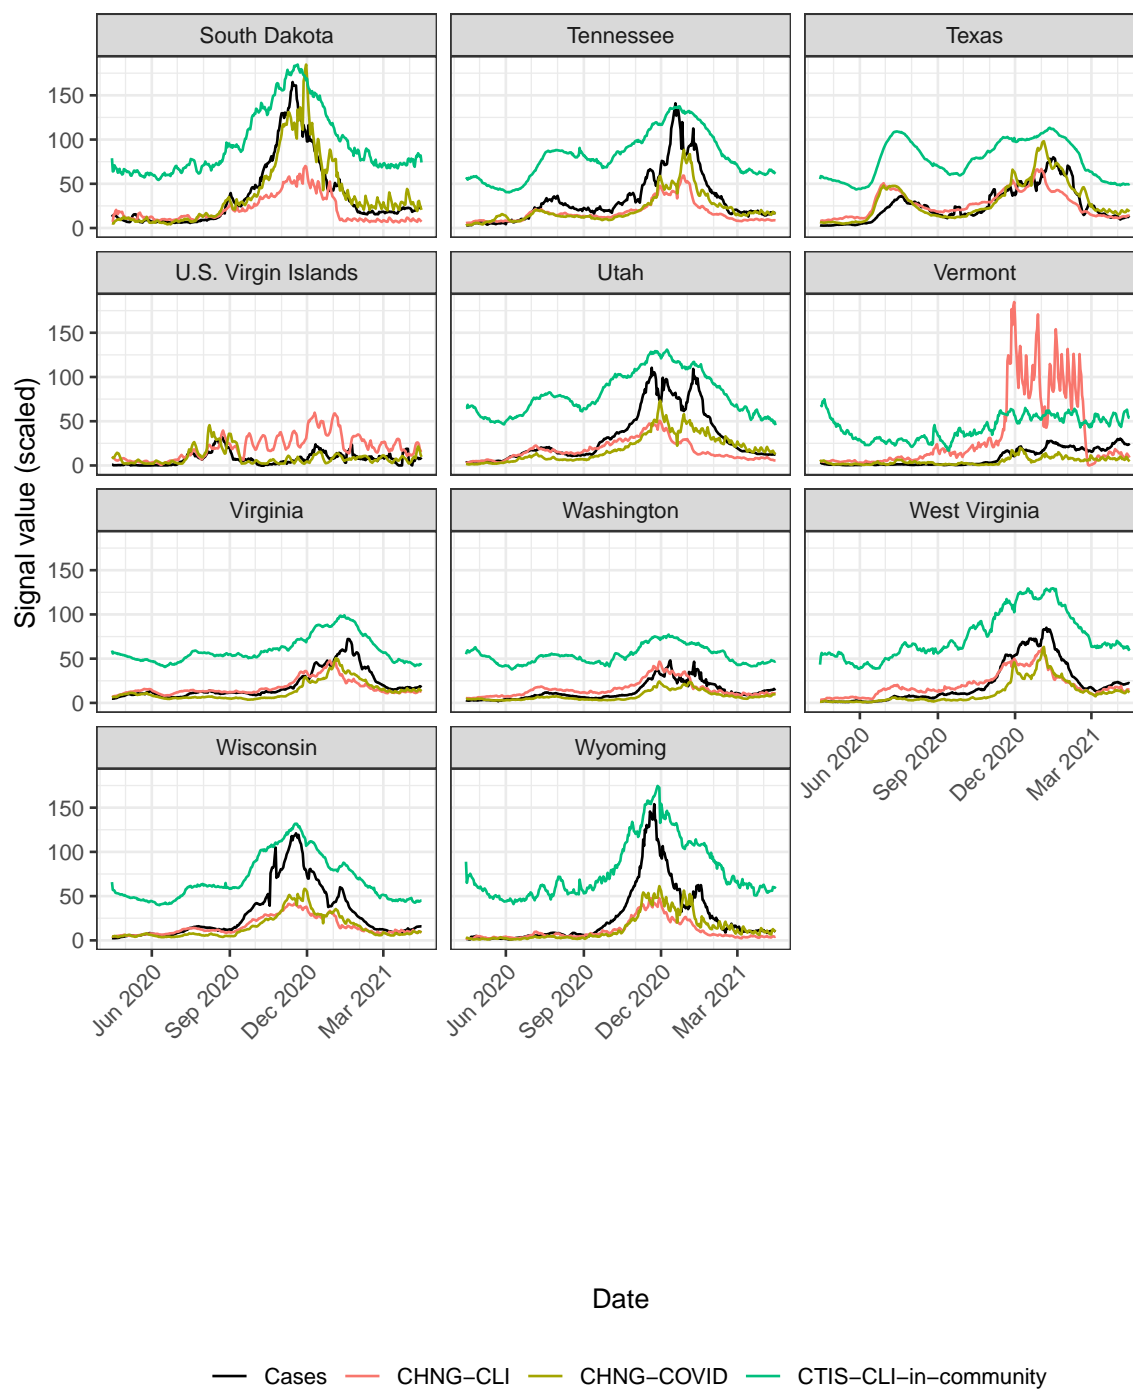 South Dakota
Tennessee
Texas
150
100
50
0
U.S. Virgin Islands
Utah
Vermont
150
100
50
0
Signal value (scaled)
Virginia
Washington
West Virginia
150
100
50
0
Jun 2020
Sep 2020
Dec 2020
Mar 2021
Wisconsin
Wyoming
150
100
50
0
Jun 2020
Sep 2020
Dec 2020
Mar 2021
Jun 2020
Sep 2020
Dec 2020
Mar 2021
Date
Cases
CHNG−CLI
CHNG−COVID
CTIS−CLI−in−community